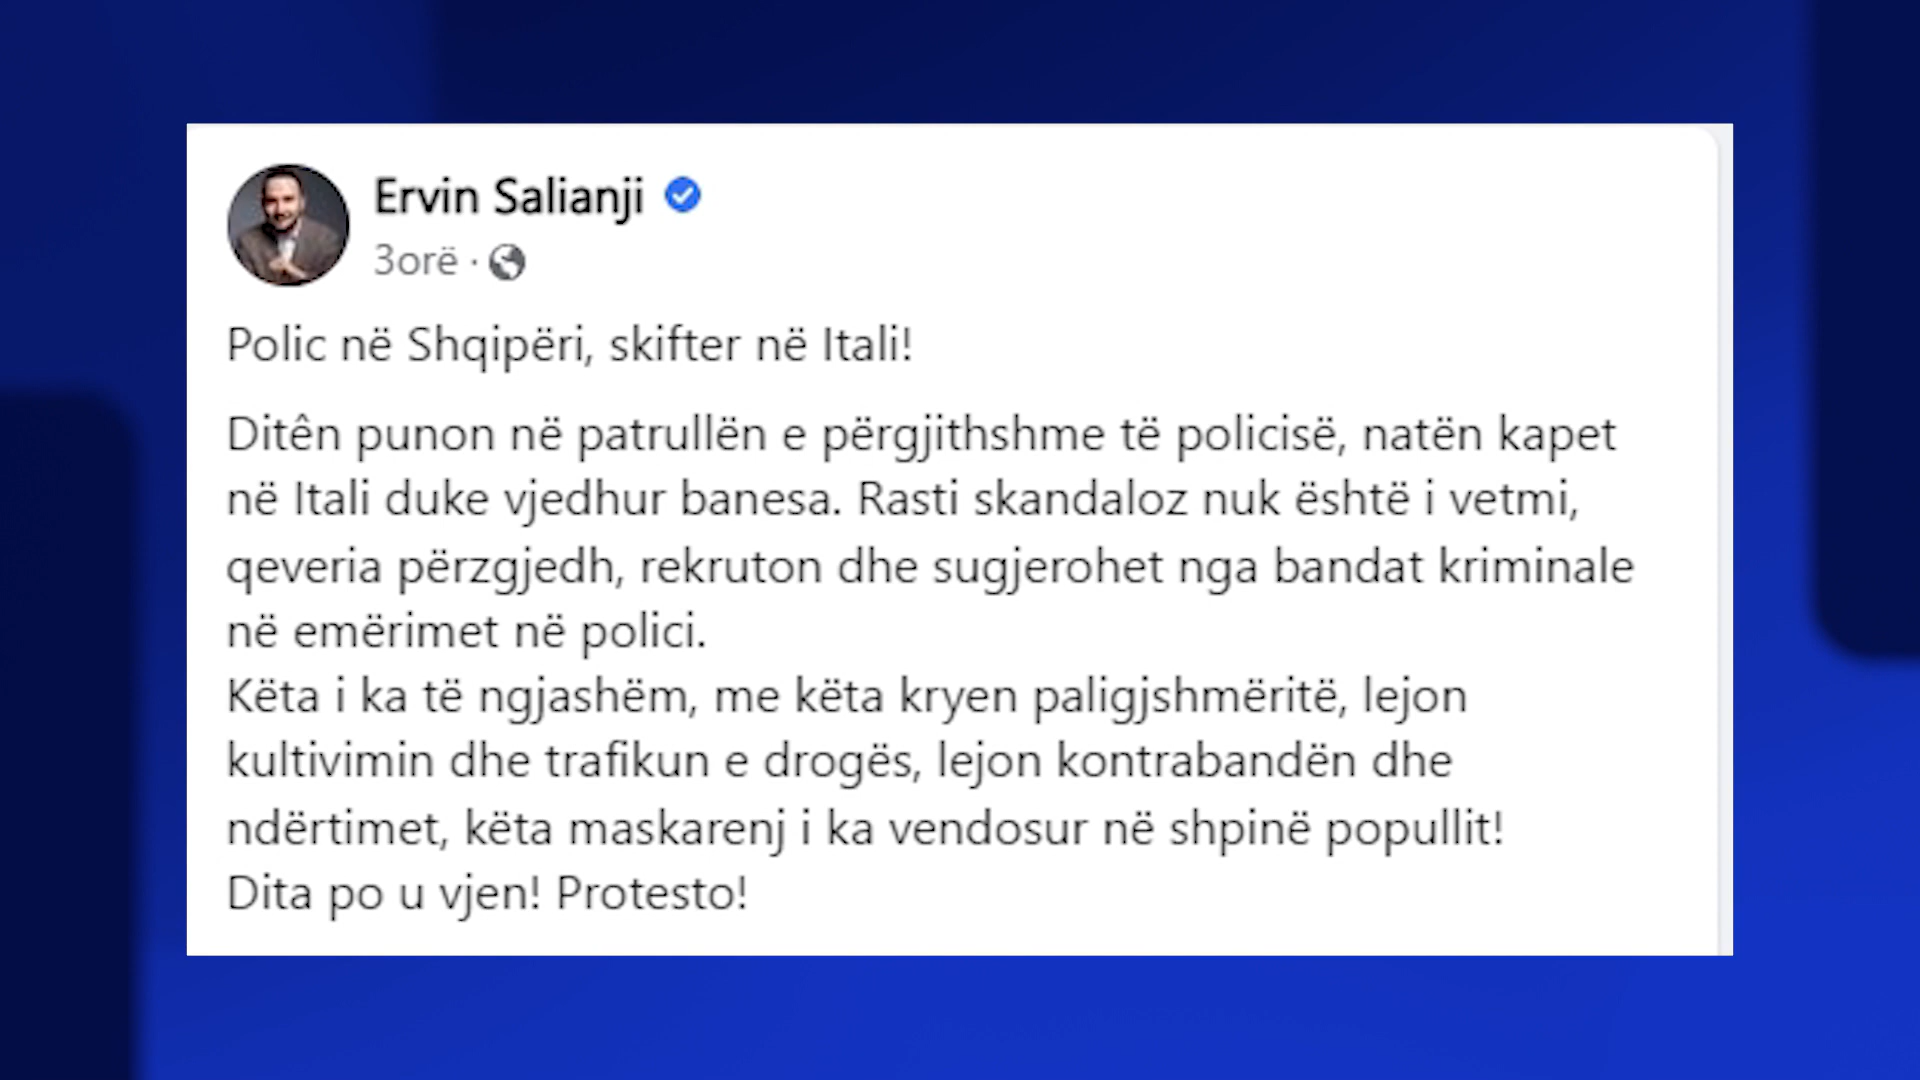 Ervin Salianji
3orë ·
Polic në Shqipëri, skifter në Itali!
Ditên punon në patrullën e përgjithshme të policisë, natën kapet
në Itali duke vjedhur banesa. Rasti skandaloz nuk është i vetmi,
qeveria përzgjedh, rekruton dhe sugjerohet nga bandat kriminale
në emërimet në polici.
Këta i ka të ngjashëm, me këta kryen paligjshmëritë, lejon
kultivimin dhe trafikun e drogës, lejon kontrabandën dhe
ndërtimet, këta maskarenj i ka vendosur në shpinë popullit!
Dita po u vjen! Protesto!